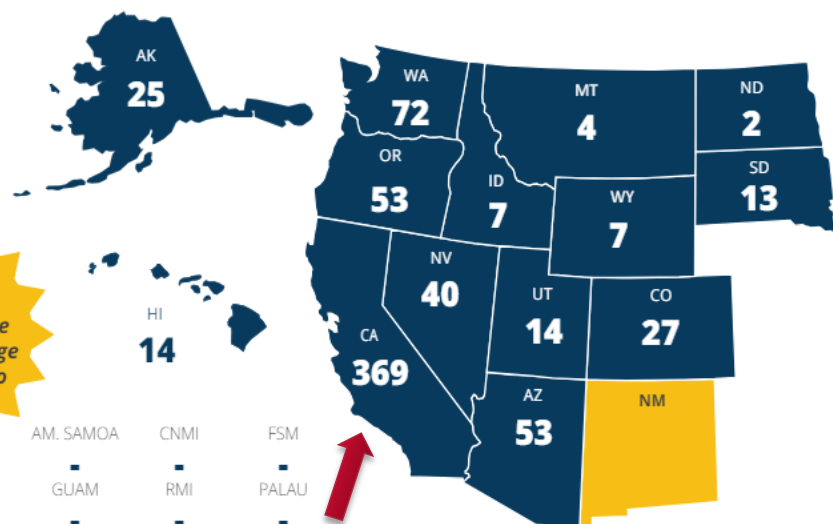 AK
25
WA
72
MT
4
ND
2
OR
53
ID
7
WY
7
SD
13
NV
40
UT
14
CO
27
HI
14
CA
369
AZ
53
NM
AM. SAMOA
-
CNMI
-
FSM
-
GUAM
-
RMI
-
PALAU
-